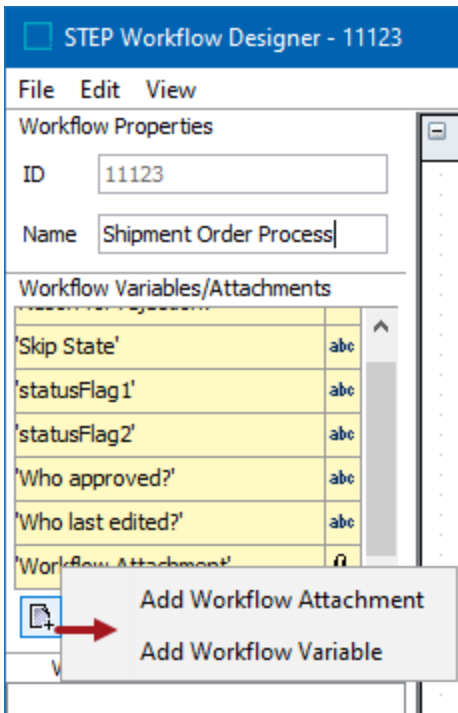 STEP Workflow Designer - 11123
File Edit View
Workflow Properties
ID 11123
Name Shipment Order Process
Workflow Variables/Attachments
'Skip State' abc
'statusFlag1' abc
'statusFlag2' abc
'Who approved?' abc
'Who last edited?' abc
'Workflow Attachment'
Add Workflow Attachment
Add Workflow Variable